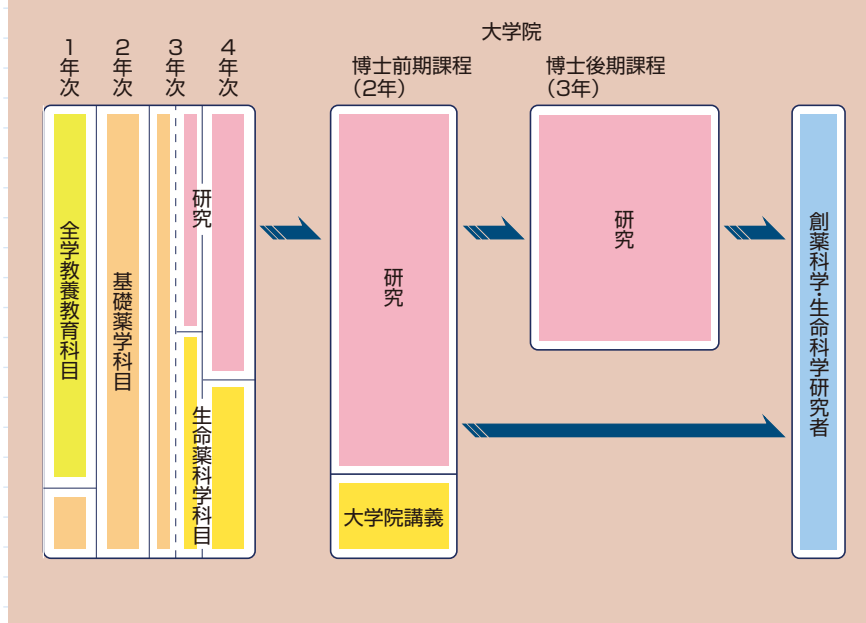 大学院
1年次
2年次
3年次
4年次
博士前期課程
（2年）
博士後期課程
（3年）
全学教養教育科目
基礎薬学科目
研究
生命薬科学科目
研究
大学院講義
研究
創薬科学・生命科学研究者